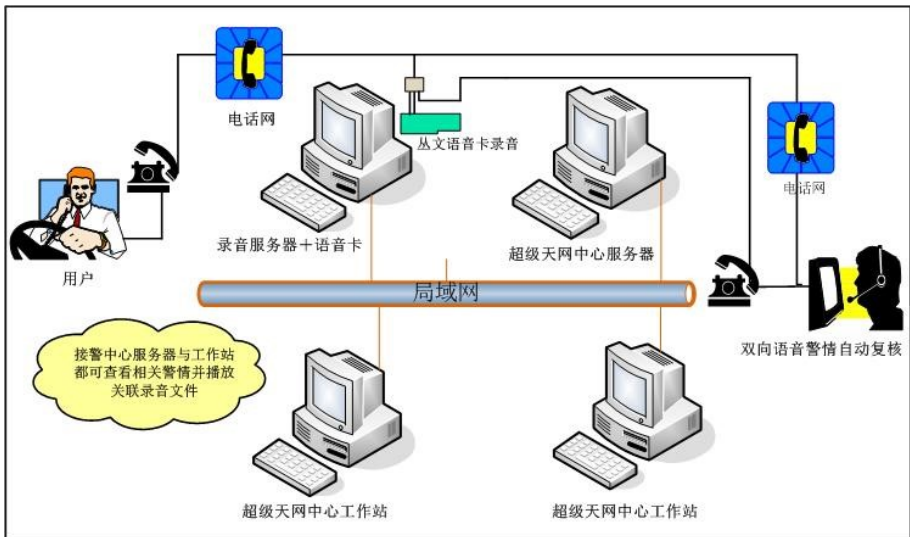 电话网
丛文语音卡录音
电话网
录音服务器＋语音卡
超级天网中心服务器
用户
局域网
双向语音警情自动复核
接警中心服务器与工作站
都可查看相关警情并播放
关联录音文件
超级天网中心工作站
超级天网中心工作站